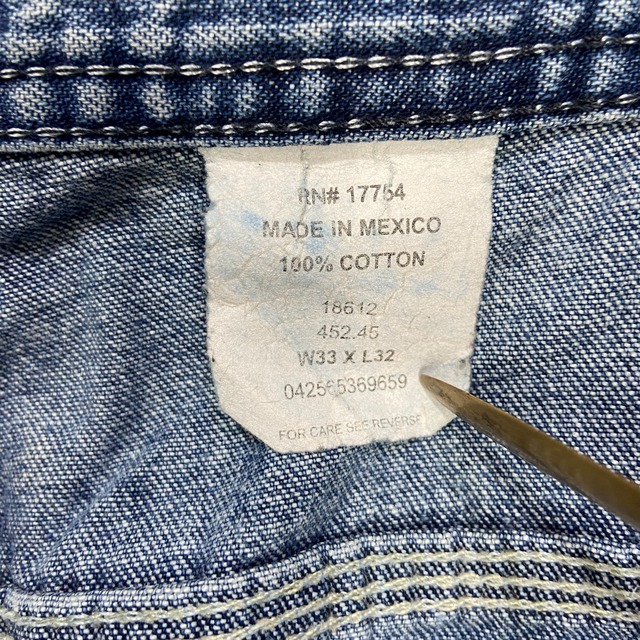 RN# 17754
MADE IN MEXICO
100% COTTON
18612
452.45
W33 X L32
042565369659
FOR CARE SEE REVERSE